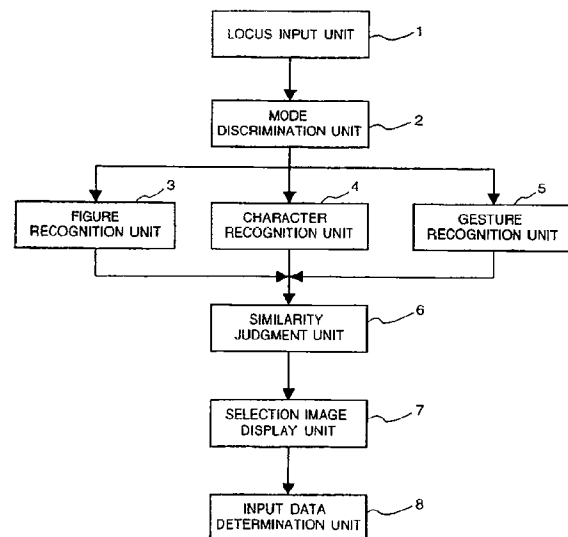 LOCUS INPUT UNIT
1
MODE
DISCRIMINATION UNIT
2
3
4
5
FIGURE
RECOGNITION UNIT
CHARACTER
RECOGNITION UNIT
GESTURE
RECOGNITION UNIT
SIMILARITY
JUDGMENT UNIT
6
SELECTION IMAGE
DISPLAY UNIT
7
INPUT DATA
DETERMINATION UNIT
8